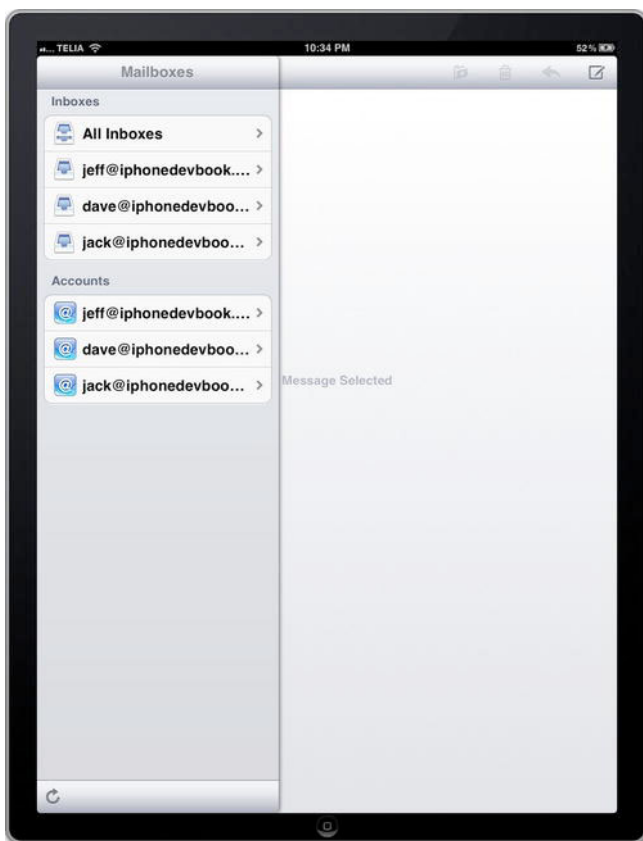 ... TELIA 10:34 PM 52%
Mailboxes
Inboxes
All Inboxes
jeff@iphonedevbook....
dave@iphonedevboo...
jack@iphonedevboo...
Accounts
jeff@iphonedevbook....
dave@iphonedevboo...
jack@iphonedevboo...
Message Selected